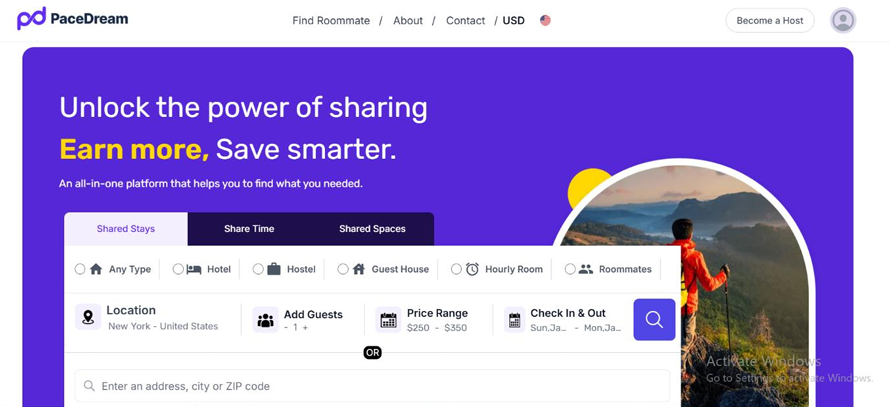 PaceDream
Find Roommate / About / Contact / USD
Become a Host
Unlock the power of sharing
Earn more, Save smarter.
An all-in-one platform that helps you to find what you needed.
Shared Stays
Share Time
Shared Spaces
Any Type
Hotel
Hostel
Guest House
Hourly Room
Roommates
Location
New York - United States
Add Guests
- 1 +
Price Range
$250 - $350
Check In & Out
Sun,Ja... - Mon,Ja...
OR
Enter an address, city or ZIP code
Activate Windows
Go to Settings to activate Windows.